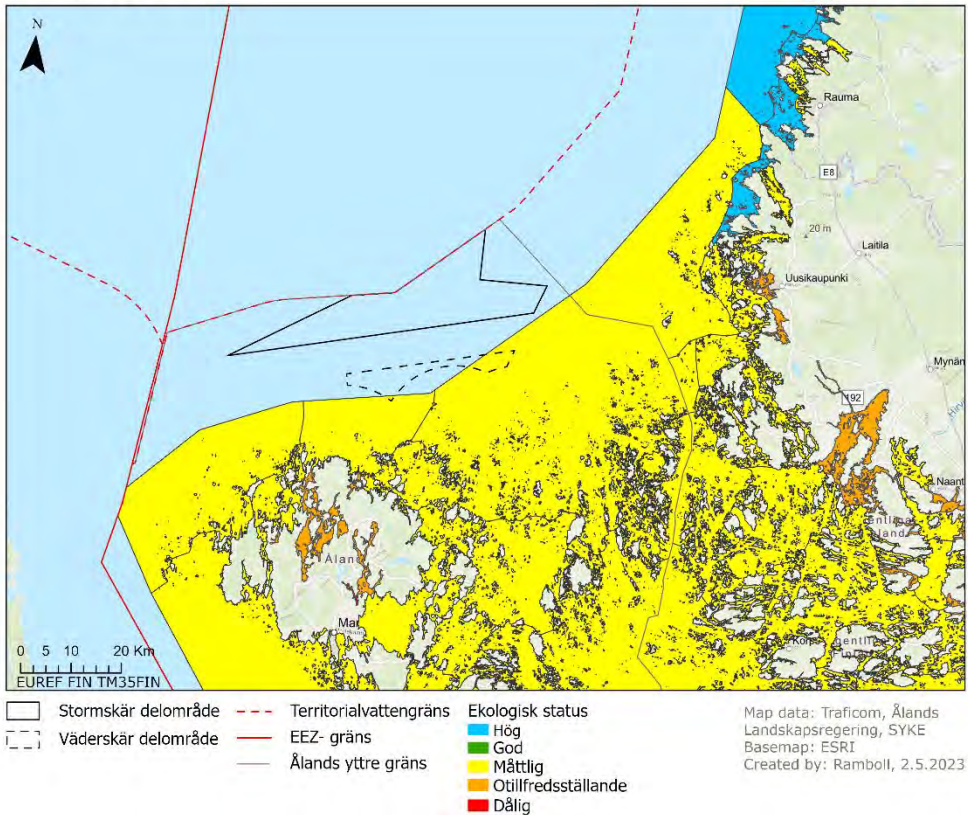 N
Rauma
E8
20 m
Laitila
Uusikaupunki
Mynän
192
Naant
Åland
Mar
0 5 10 20 Km
EUREF FIN TM35FIN
Stormskär delområde
Väderskär delområde
Territorialvattengräns
EEZ- gräns
Ålands yttre gräns
Ekologisk status
Hög
God
Måttlig
Otillfredsställande
Dålig
Map data: Traficom, Ålands
Landskapsregering, SYKE
Basemap: ESRI
Created by: Ramboll, 2.5.2023